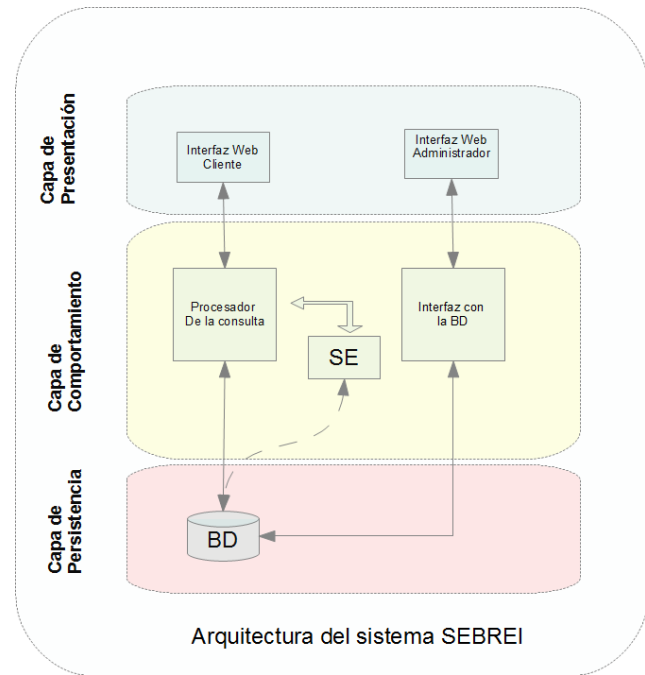 Capa de
Presentación
Interfaz Web
Cliente
Interfaz Web
Administrador
Capa de
Comportamiento
Procesador
De la consulta
SE
Interfaz con
la BD
Capa de
Persistencia
BD
Arquitectura del sistema SEBREI